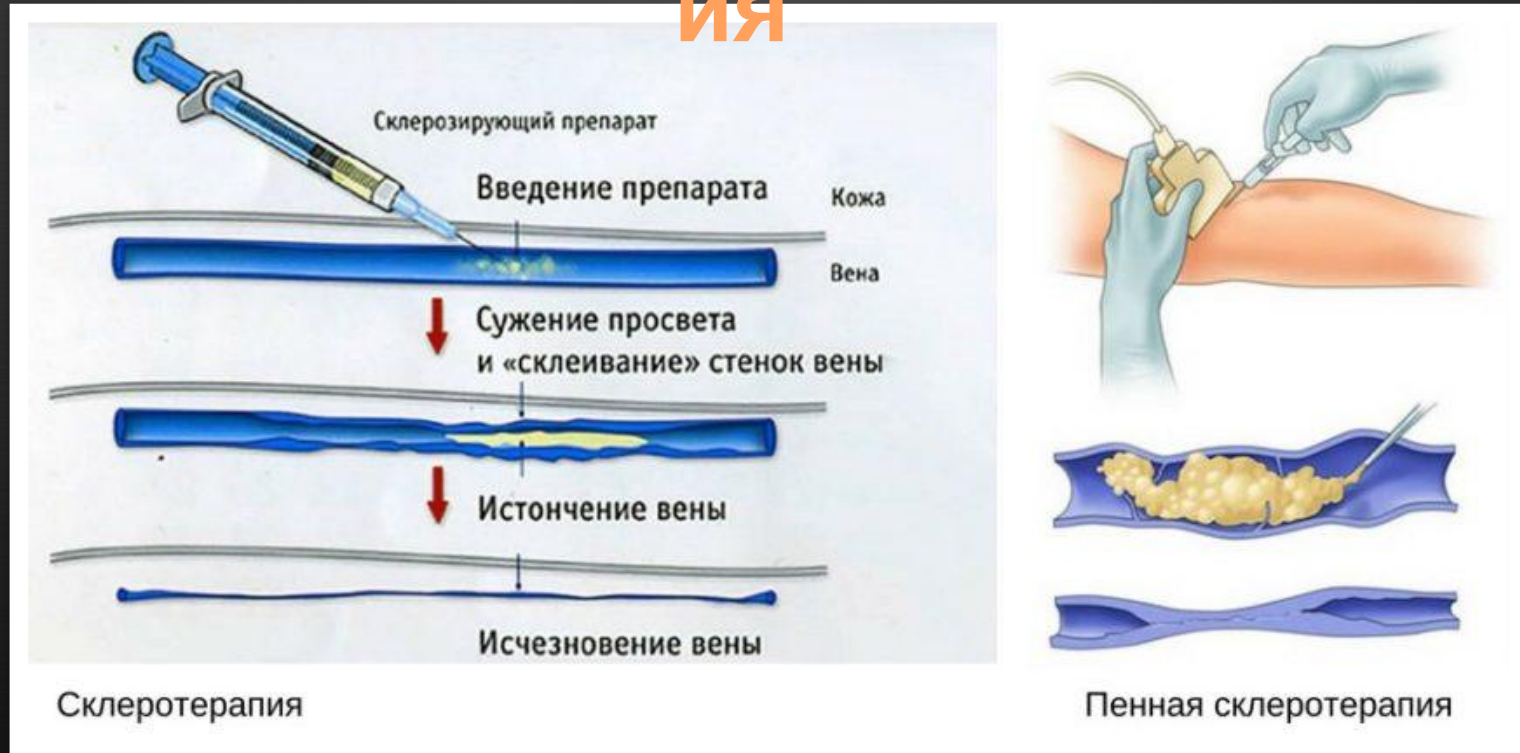 ия
Склерозирующий препарат
Введение препарата
Кожа
Вена
Сужение просвета
и «склеивание» стенок вены
Истончение вены
Исчезновение вены
Склеротерапия
Пенная склеротерапия